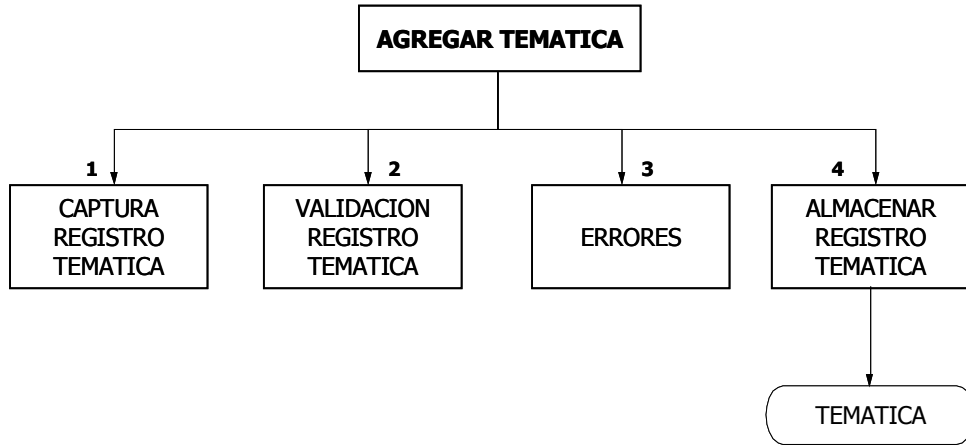 AGREGAR TEMATICA
1
2
3
4
CAPTURA
REGISTRO
TEMATICA
VALIDACION
REGISTRO
TEMATICA
ERRORES
ALMACENAR
REGISTRO
TEMATICA
TEMATICA